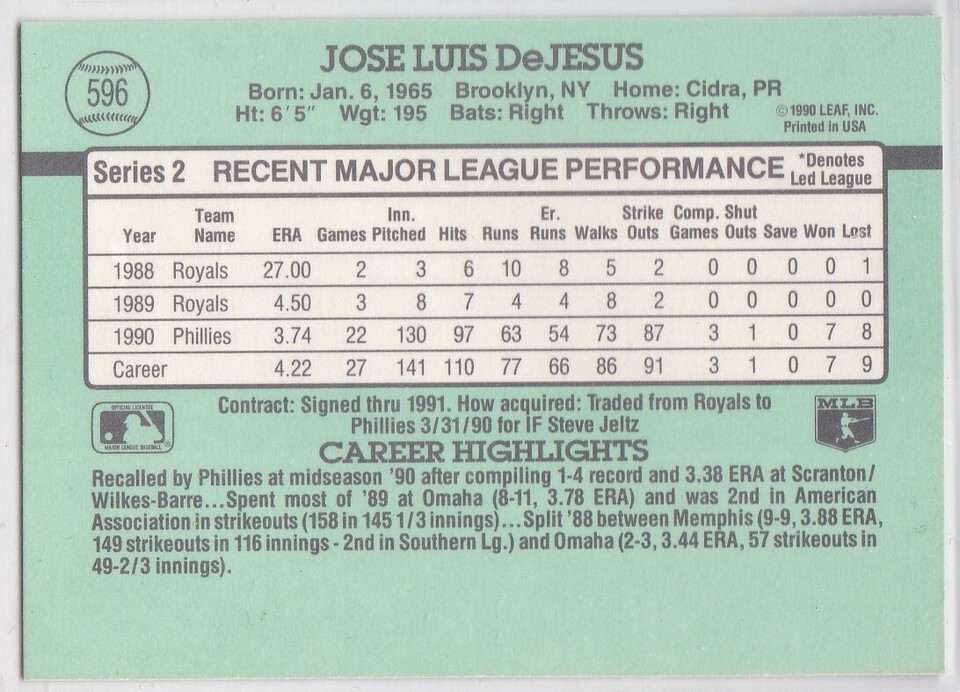 JOSE LUIS DeJESUS
596
Born: Jan. 6, 1965 Brooklyn, NY Home: Cidra, PR
Ht: 6'5" Wgt: 195 Bats: Right Throws: Right
©1990 LEAF, INC.
Printed in USA
Series 2 RECENT MAJOR LEAGUE PERFORMANCE *Denotes Led League
Year Team Name ERA Games Inn. Pitched Hits Runs Er. Runs Walks Strike Outs Comp. Games Shut Outs Save Won Lost
1988 Royals 27.00 2 3 6 10 8 5 2 0 0 0 0 1
1989 Royals 4.50 3 8 7 4 4 8 2 0 0 0 0 0
1990 Phillies 3.74 22 130 97 63 54 73 87 3 1 0 7 8
Career 4.22 27 141 110 77 66 86 91 3 1 0 7 9
OFFICIAL LICENSEE
MAJOR LEAGUE BASEBALL
Contract: Signed thru 1991. How acquired: Traded from Royals to
Phillies 3/31/90 for IF Steve Jeltz
MLB
CAREER HIGHLIGHTS
Recalled by Phillies at midseason '90 after compiling 1-4 record and 3.38 ERA at Scranton/
Wilkes-Barre...Spent most of '89 at Omaha (8-11, 3.78 ERA) and was 2nd in American
Association in strikeouts (158 in 145 1/3 innings)...Split '88 between Memphis (9-9, 3.88 ERA,
149 strikeouts in 116 innings - 2nd in Southern Lg.) and Omaha (2-3, 3.44 ERA, 57 strikeouts in
49-2/3 innings).